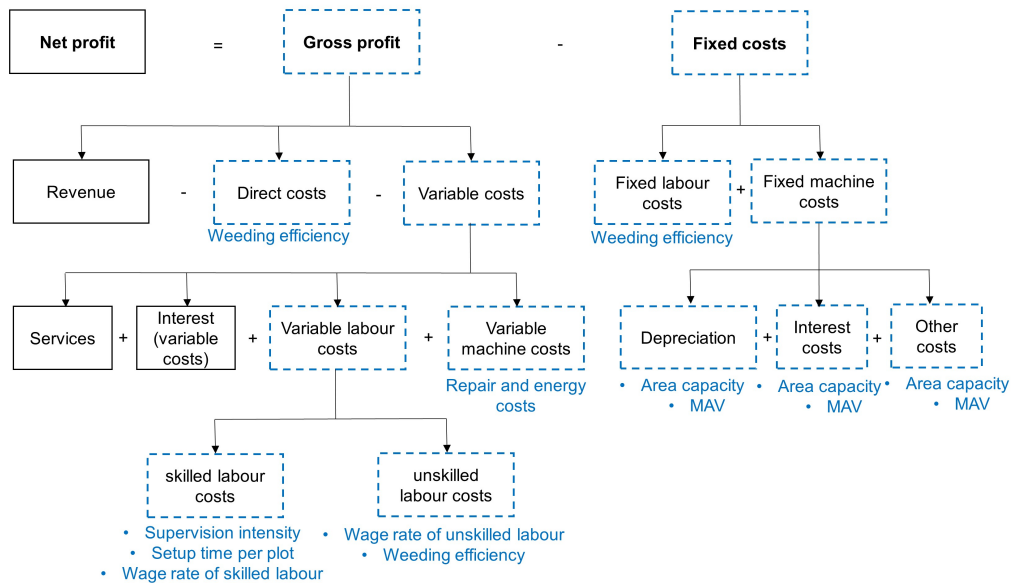 Net profit
=
Gross profit
-
Fixed costs
Revenue
-
Direct costs
-
Variable costs
Fixed labour
costs
+
Fixed machine
costs
Weeding efficiency
Weeding efficiency
Services
+
Interest
(variable
costs)
+
Variable labour
costs
+
Variable
machine costs
Depreciation
+
Interest
costs
+
Other
costs
Repair and energy
costs
• Area capacity
• MAV
• Area capacity
• MAV
• Area capacity
• MAV
skilled labour
costs
unskilled
labour costs
• Supervision intensity
• Setup time per plot
• Wage rate of skilled labour
• Wage rate of unskilled labour
• Weeding efficiency